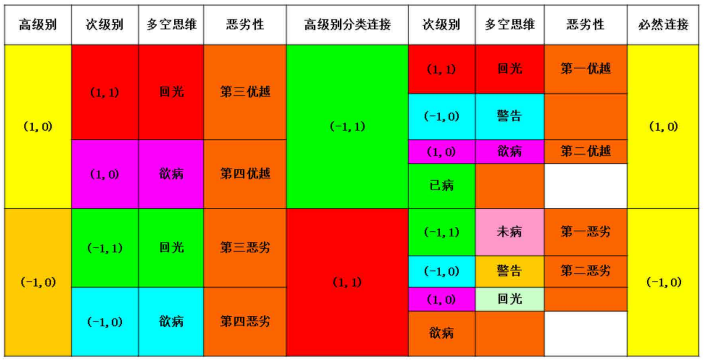 高级别 次级别 多空思维 恶劣性 高级别分类连接 次级别 多空思维 恶劣性 必然连接
(1,0) (1,1) 回光 第三优越 (-1,1) (1,1) 回光 第一优越 (1,0)
(-1,0) 警告
(1,0) 欲病 第四优越 (1,0) 欲病 第二优越
已病
(-1,0) (-1,1) 回光 第三恶劣 (1,1) (-1,1) 未病 第一恶劣 (-1,0)
(-1,0) 警告 第二恶劣
(-1,0) 欲病 第四恶劣 (1,0) 回光
欲病